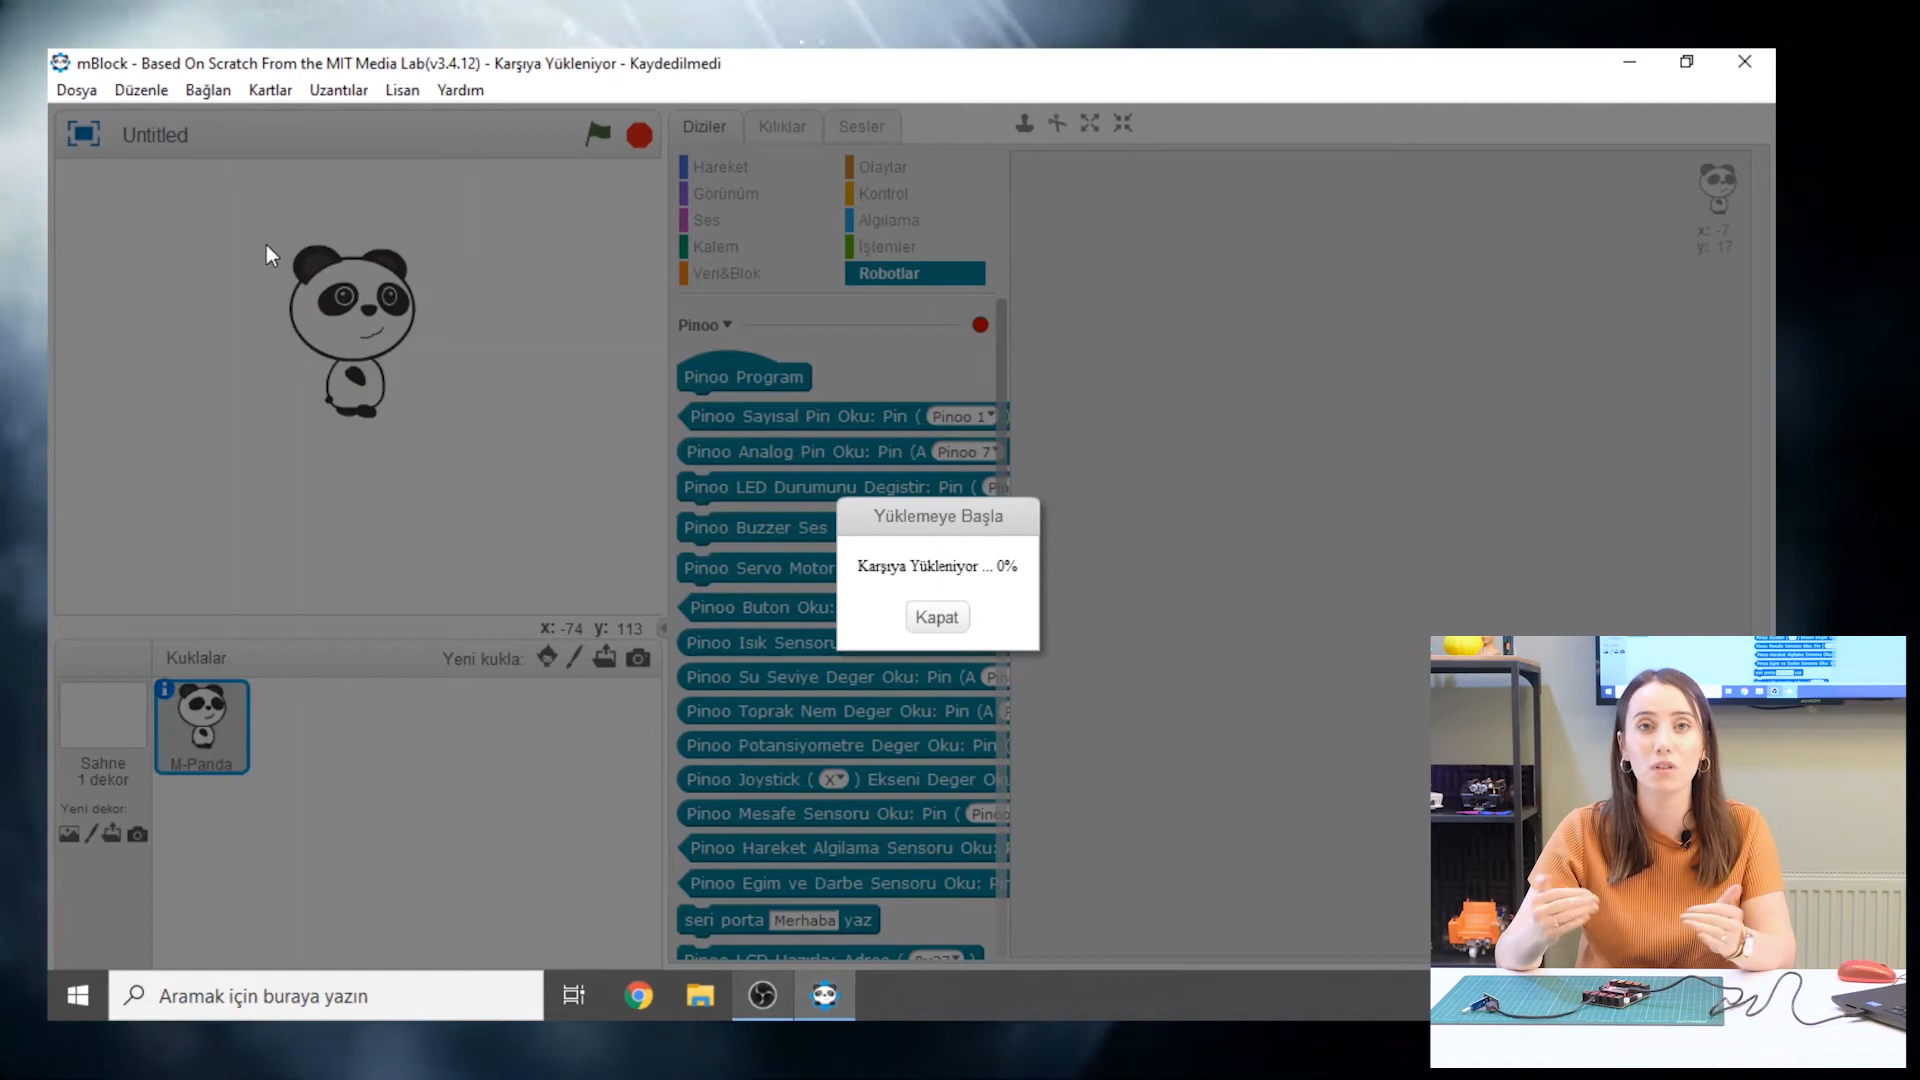 mBlock - Based On Scratch From the MIT Media Lab(v3.4.12) - Karşıya Yükleniyor - Kaydedilmedi
Dosya Düzenle Bağlan Kartlar Uzantılar Lisan Yardım
Untitled
Diziler Kılıklar Sesler
Hareket Olaylar
Görünüm Kontrol
Ses Algılama
Kalem İşlemler
Veri&Blok Robotlar
x: -7
y: 17
Pinoo
Pinoo Program
Pinoo Sayısal Pin Oku: Pin ( Pinoo 1
Pinoo Analog Pin Oku: Pin (A Pinoo 7
Pinoo LED Durumunu Degistir: Pin (
Pinoo Buzzer Ses
Pinoo Servo Motor
Pinoo Buton Oku:
Pinoo Isık Sensoru
Pinoo Su Seviye Deger Oku: Pin (A
Pinoo Toprak Nem Deger Oku: Pin (A
Pinoo Potansiyometre Deger Oku: Pin
Pinoo Joystick ( X ) Ekseni Deger
Pinoo Mesafe Sensoru Oku: Pin (
Pinoo Hareket Algilama Sensoru Oku:
Pinoo Egim ve Darbe Sensoru Oku:
seri porta Merhaba yaz
Yüklemeye Başla
Karşıya Yükleniyor ... 0%
Kapat
x: -74 y: 113
Kuklalar Yeni kukla:
M-Panda
Sahne
1 dekor
Yeni dekor:
Aramak için buraya yazın